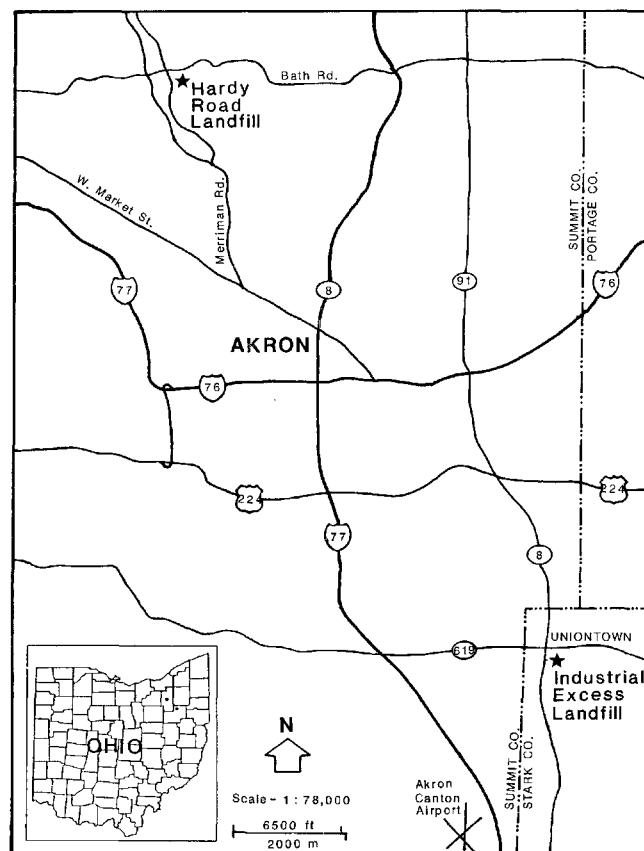 Bath Rd.
Hardy
Road
Landfill
W. Market St.
Merriman Rd.
SUMMIT CO.
PORTAGE CO.
77
8
91
76
AKRON
76
224
224
77
8
UNIONTOWN
619
Industrial
Excess
Landfill
OHIO
N
Scale - 1 : 78,000
6500 ft
2000 m
Akron
Canton
Airport
SUMMIT CO.
STARK CO.